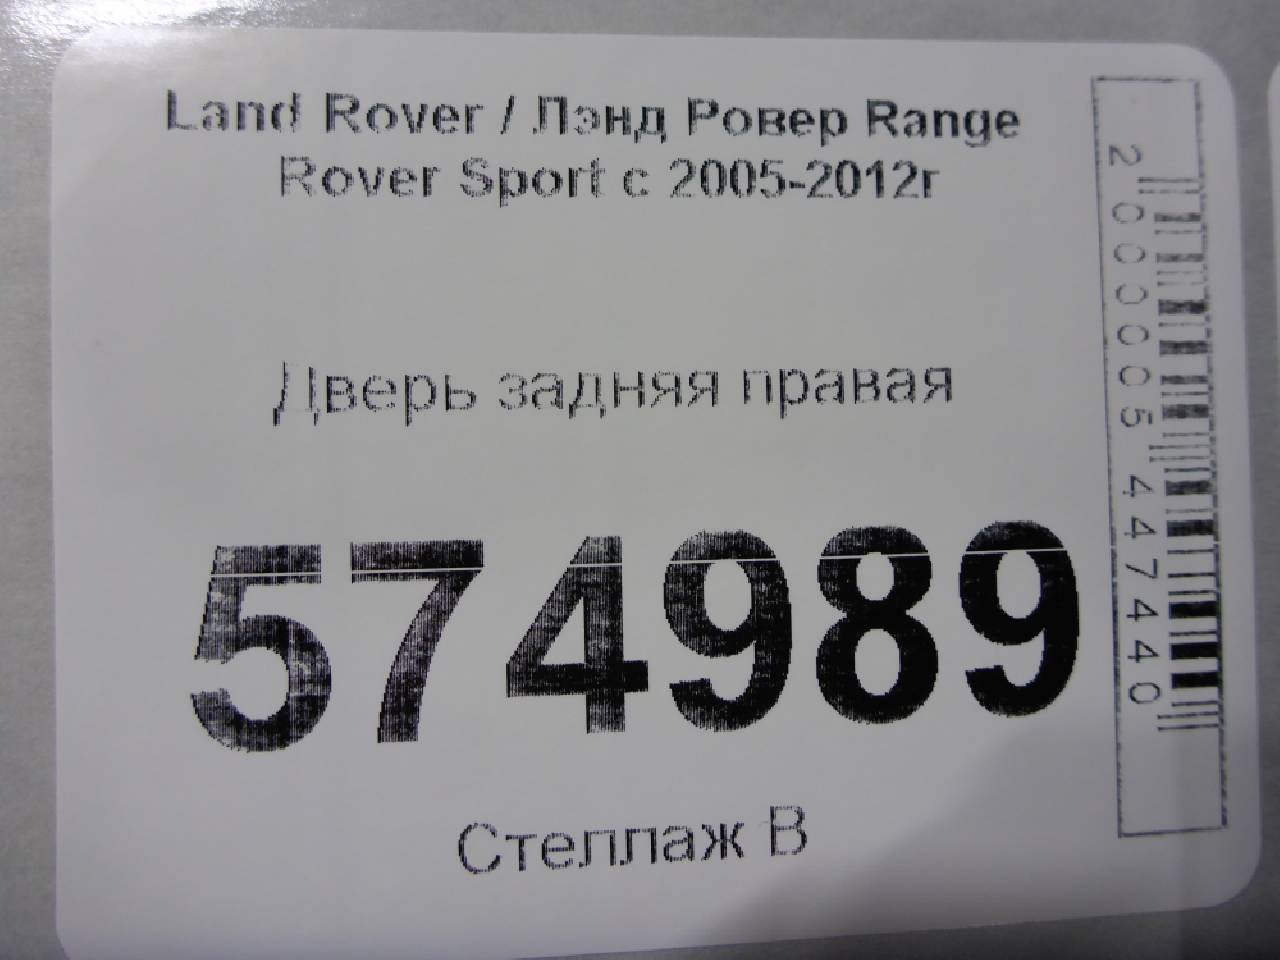 Land Rover / Лэнд Ровер Range
Rover Sport с 2005-2012г
Дверь задняя правая
574989
Стеллаж В
2000005447440